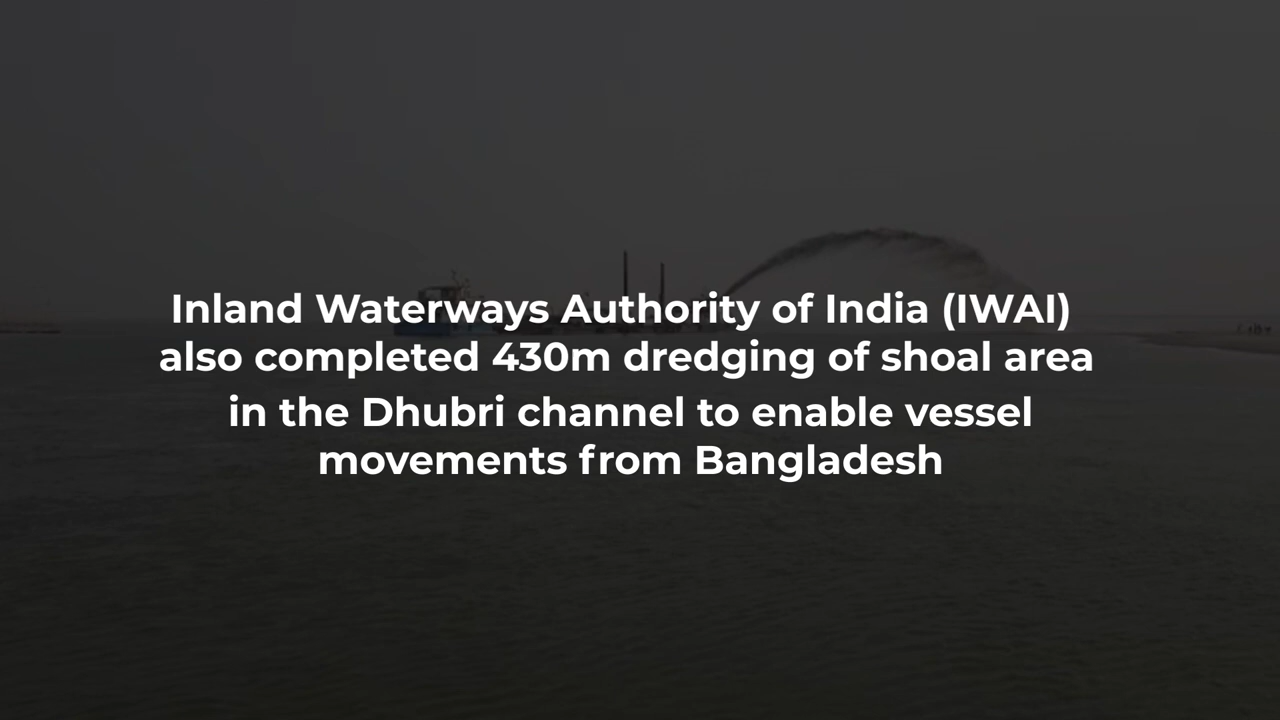 Inland Waterways Authority of India (IWAI)
also completed 430m dredging of shoal area
in the Dhubri channel to enable vessel
movements from Bangladesh